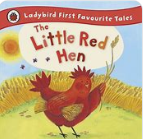 Ladybird First Favourite Tales
The
Little Red
Hen